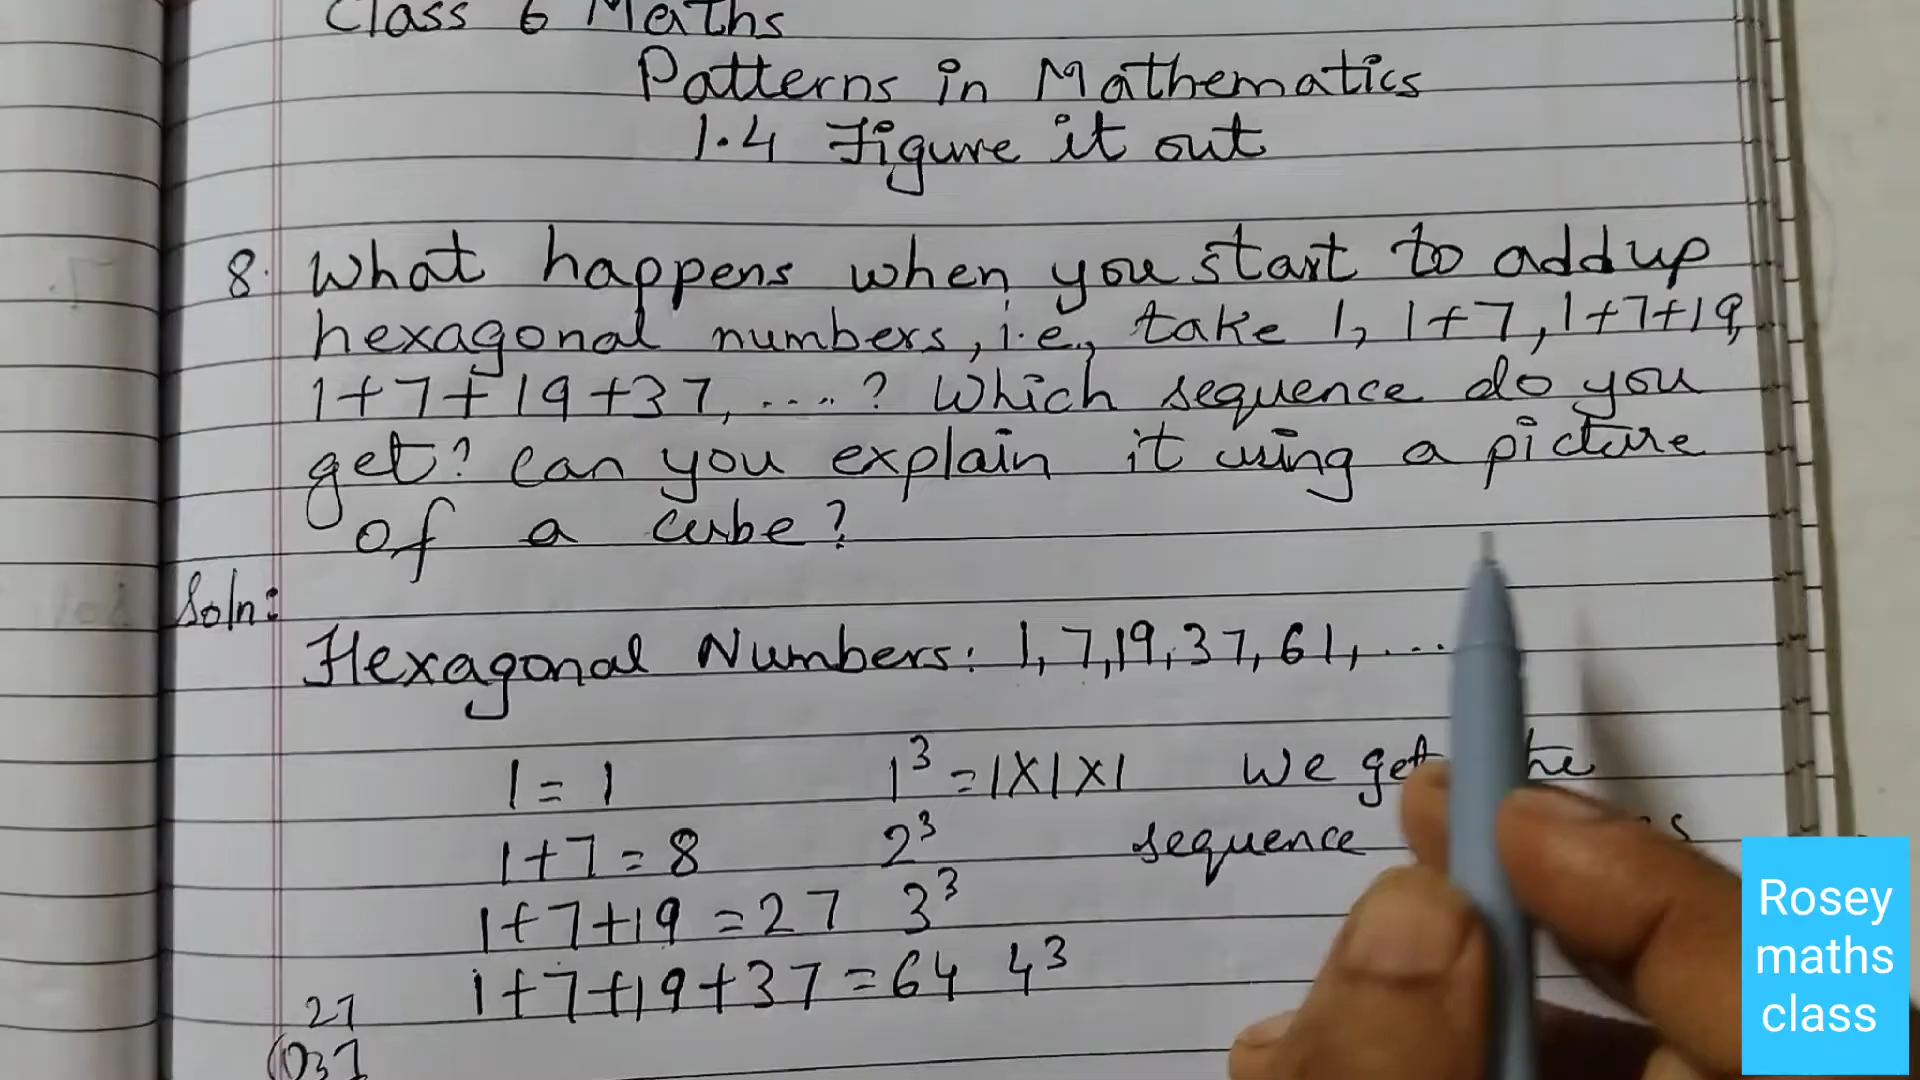 Class 6 Maths
Patterns in Mathematics
1.4 Figure it out
8. What happens when you start to add up
hexagonal numbers, i.e., take 1, 1+7, 1+7+19,
1+7+19+37, ....? Which sequence do you
get? Can you explain it using a picture
of a cube?
Soln:
Hexagonal Numbers: 1, 7, 19, 37, 61, ....
1 = 1 1³ = 1×1×1 We get the
1+7 = 8 2³ sequence
1+7+19 = 27 3³
1+7+19+37 = 64 4³
27
37
Rosey
maths
class